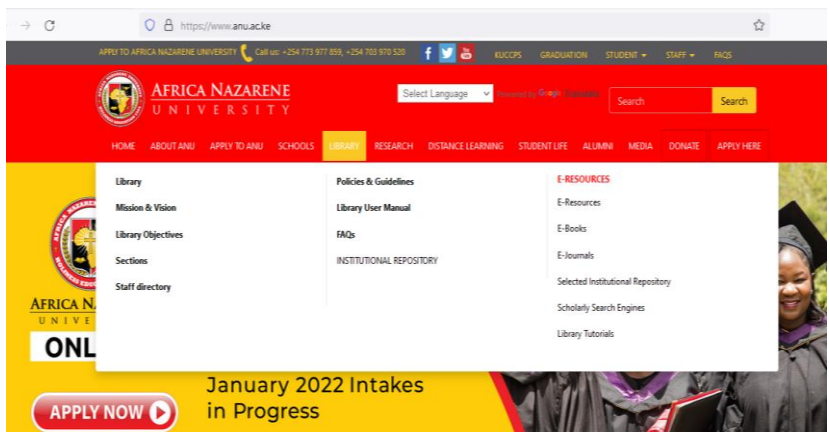 https://www.anu.ac.ke
APPLY TO AFRICA NAZARENE UNIVERSITY Call us: +254 773 977 859, +254 703 970 520 f KUCCPS GRADUATION STUDENT STAFF FAQS
AFRICA NAZARENE
UNIVERSITY
Select Language Powered by Google Translate
Search Search
HOME ABOUT ANU APPLY TO ANU SCHOOLS LIBRARY RESEARCH DISTANCE LEARNING STUDENT LIFE ALUMNI MEDIA DONATE APPLY HERE
Library
Mission & Vision
Library Objectives
Sections
Staff directory
Policies & Guidelines
Library User Manual
FAQs
INSTITUTIONAL REPOSITORY
E-RESOURCES
E-Resources
E-Books
E-Journals
Selected Institutional Repository
Scholarly Search Engines
Library Tutorials
AFRICA N
UNIVE
ONL
January 2022 Intakes
in Progress
APPLY NOW